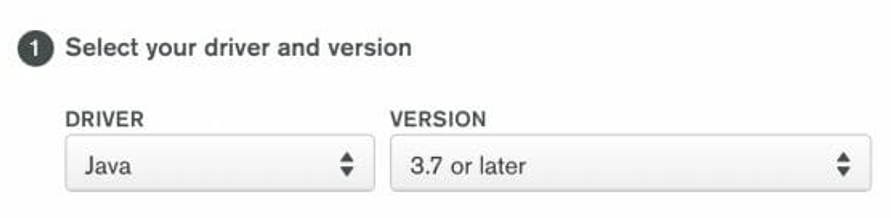 1 Select your driver and version
DRIVER VERSION
Java 3.7 or later